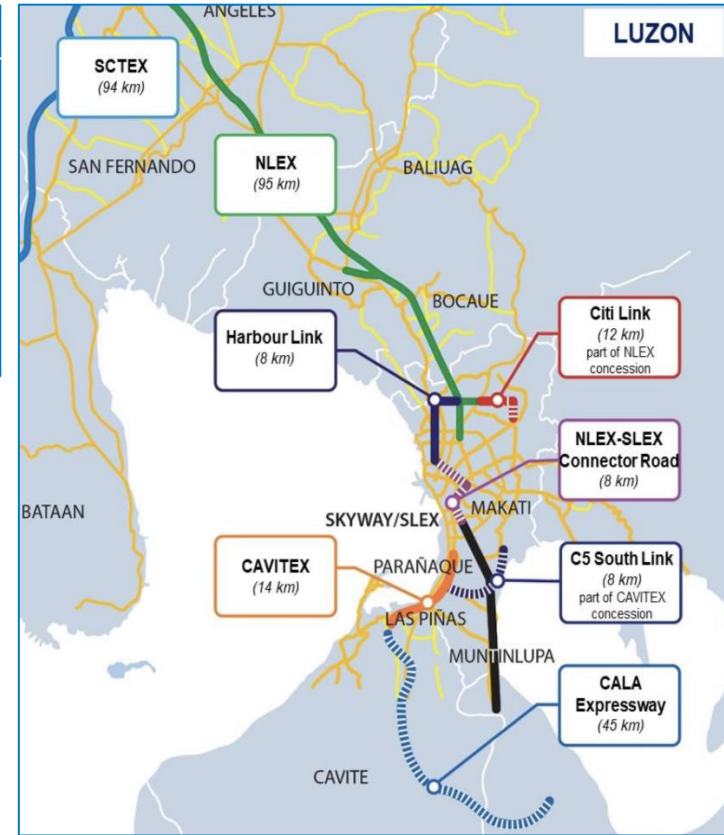 ANGELES
LUZON
SCTEX
(94 km)
SAN FERNANDO
NLEX
(95 km)
BALIUAG
GUIGUINTO
BOCAUE
Harbour Link
(8 km)
Citi Link
(12 km)
part of NLEX
concession
NLEX-SLEX
Connector Road
(8 km)
BATAAN
SKYWAY/SLEX
MAKATI
CAVITEX
(14 km)
PARAÑAQUE
C5 South Link
(8 km)
part of CAVITEX
concession
LAS PIÑAS
MUNTINLUPA
CALA
Expressway
(45 km)
CAVITE